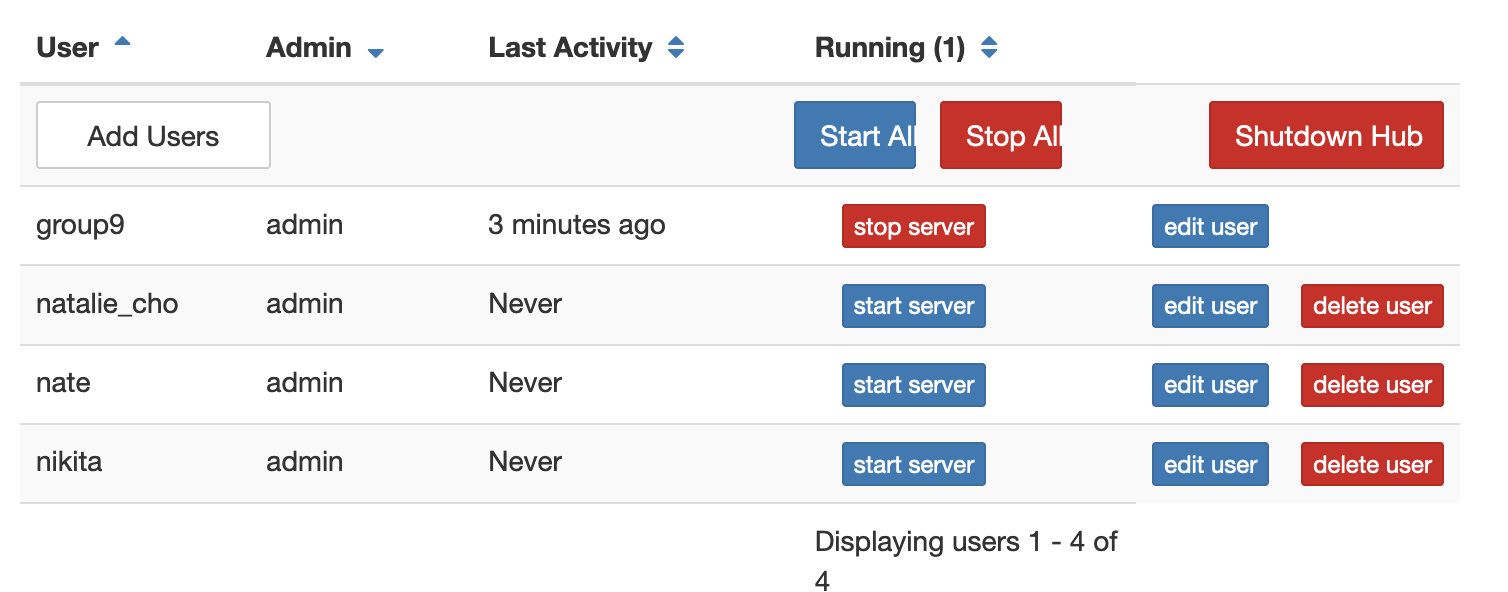 User Admin Last Activity Running (1)
Add Users Start All Stop All Shutdown Hub
group9 admin 3 minutes ago stop server edit user
natalie_cho admin Never start server edit user delete user
nate admin Never start server edit user delete user
nikita admin Never start server edit user delete user
Displaying users 1 - 4 of
4